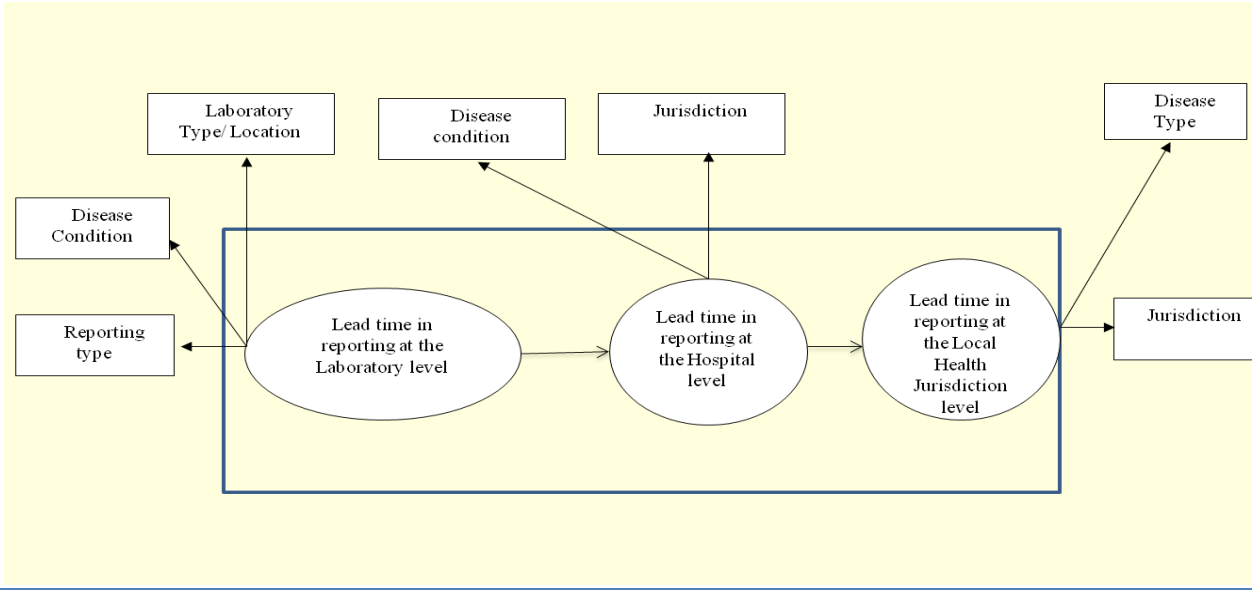 Laboratory
Type/ Location
Disease
condition
Jurisdiction
Disease
Type
Disease
Condition
Reporting
type
Lead time in
reporting at the
Laboratory level
Lead time in
reporting at
the Hospital
level
Lead time in
reporting at
the Local
Health
Jurisdiction
level
Jurisdiction